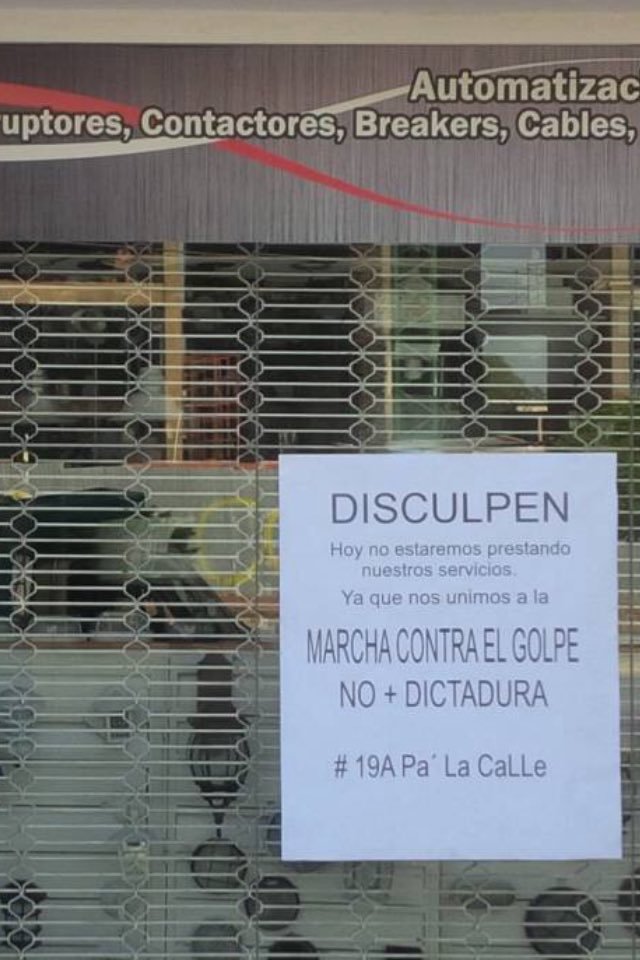 Automatizac
ruptores, Contactores, Breakers, Cables,
DISCULPEN
Hoy no estaremos prestando
nuestros servicios.
Ya que nos unimos a la
MARCHA CONTRA EL GOLPE
NO + DICTADURA
# 19A Pa´ La CaLLe